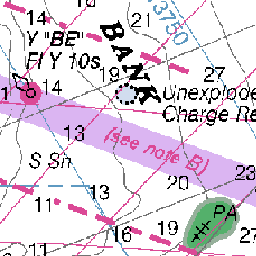 14
21
3750
Y "BE"
Fl Y 10s
BANK
19
27
1
14
Unexplode
Charge Re
13
(see note B)
S Sh
20
23
13
11
PA
16
19
27
11